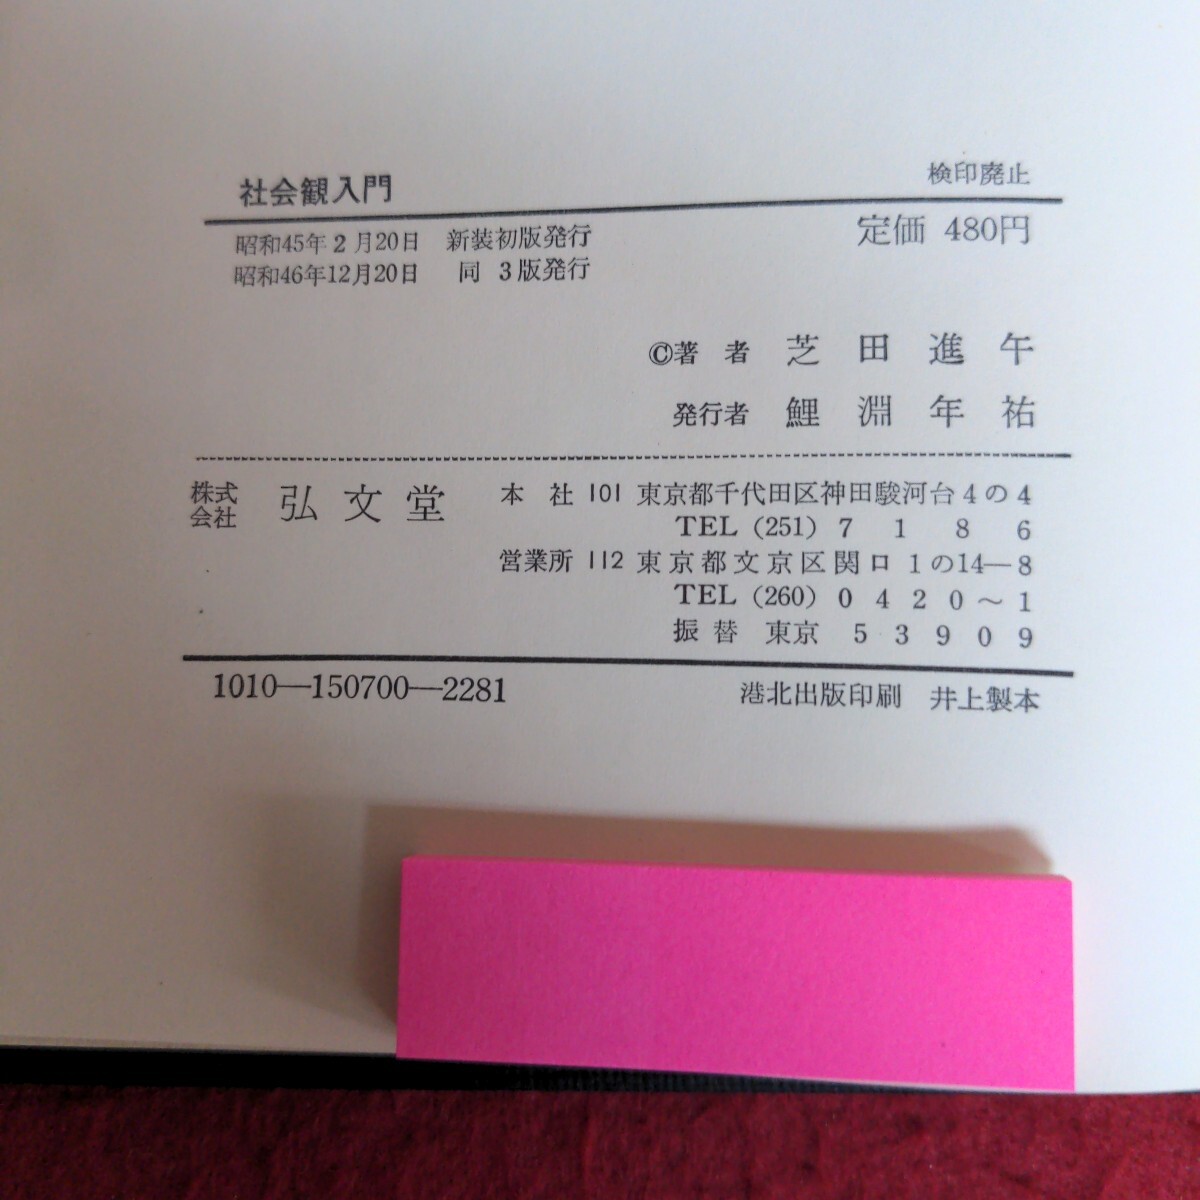 検印廃止
社会観入門
定価 480円
昭和45年2月20日 新装初版発行
昭和46年12月20日 同 3版発行
©著者 芝田進午
発行者 鯉淵年祐
株式会社 弘文堂
本社 101 東京都千代田区神田駿河台4の4
TEL (251) 7186
営業所 112 東京都文京区関口1の14—8
TEL (260) 0420〜1
振替 東京 53909
1010—150700—2281
港北出版印刷 井上製本